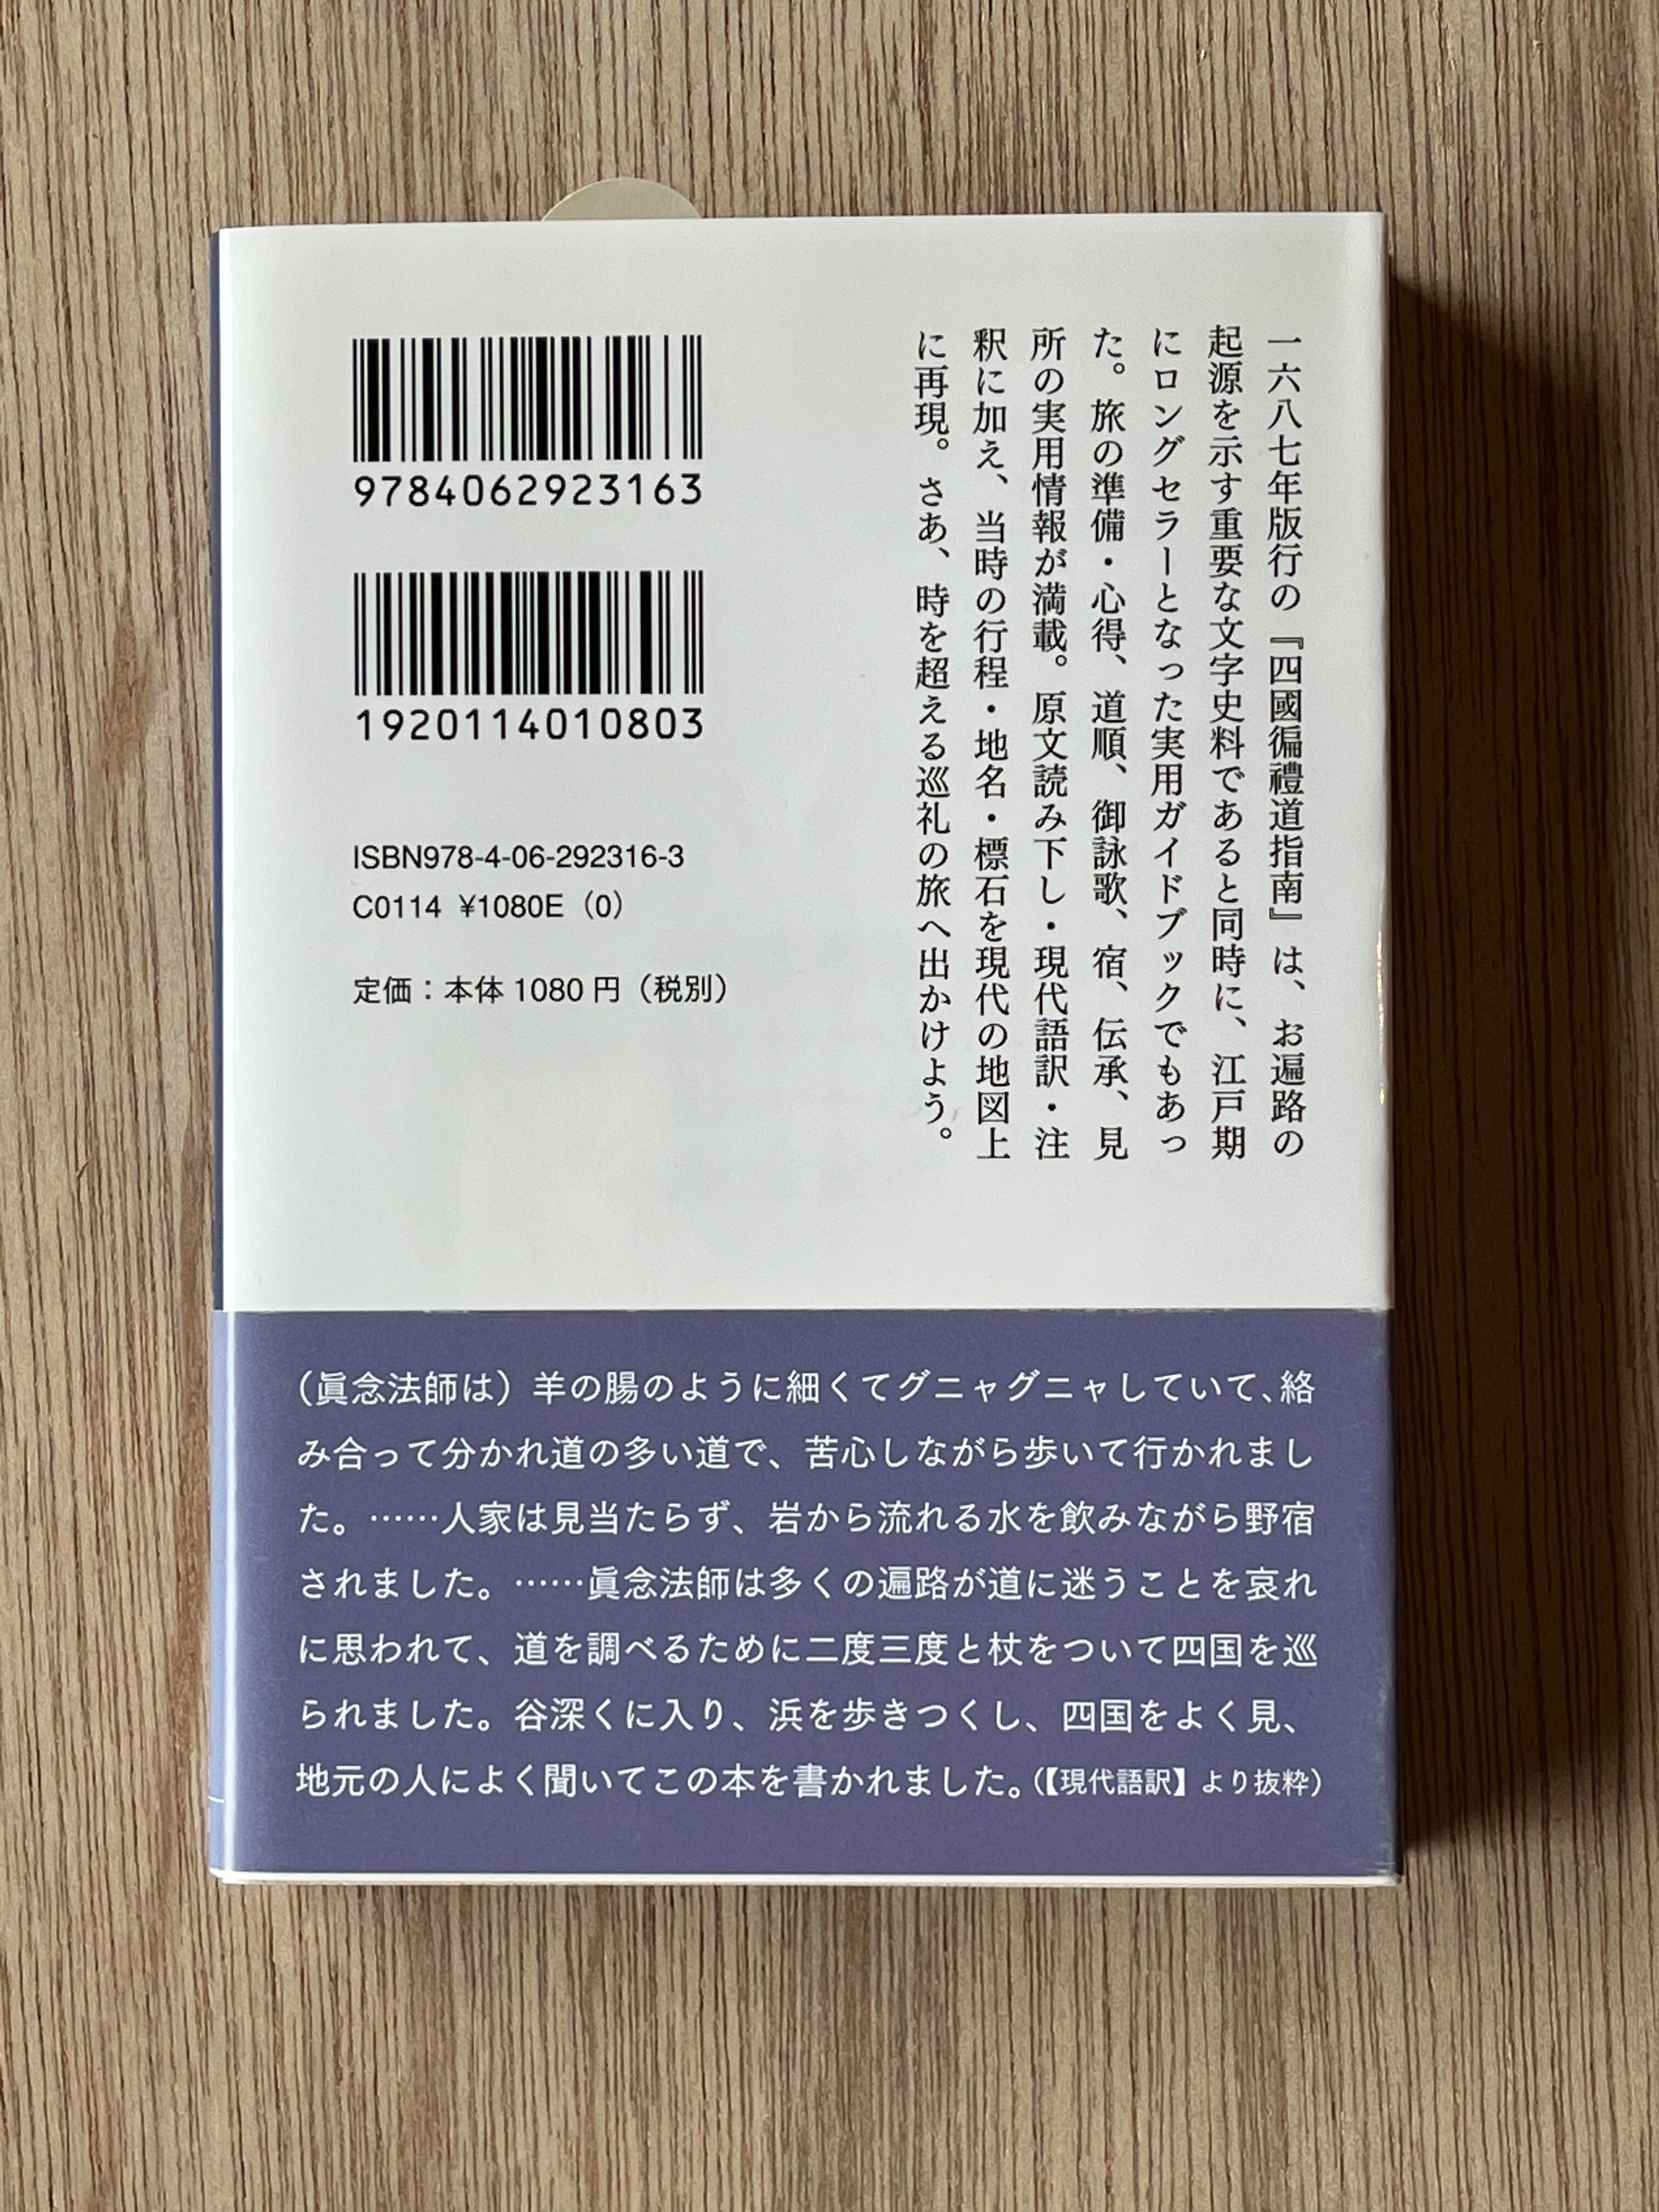 一六八七年版行の『四國徧禮道指南』は、お遍路の
起源を示す重要な文字史料であると同時に、江戸期
にロングセラーとなった実用ガイドブックでもあっ
た。旅の準備・心得、道順、御詠歌、宿、伝承、見
所の実用情報が満載。原文読み下し・現代語訳・注
釈に加え、当時の行程・地名・標石を現代の地図上
に再現。さあ、時を超える巡礼の旅へ出かけよう。
9784062923163
1920114010803
ISBN978-4-06-292316-3
C0114 ¥1080E (0)
定価：本体1080円（税別）
（眞念法師は）羊の腸のように細くてグニャグニャしていて、絡
み合って分かれ道の多い道で、苦心しながら歩いて行かれまし
た。……人家は見当たらず、岩から流れる水を飲みながら野宿
されました。……眞念法師は多くの遍路が道に迷うことを哀れ
に思われて、道を調べるために二度三度と杖をついて四国を巡
られました。谷深くに入り、浜を歩きつくし、四国をよく見、
地元の人によく聞いてこの本を書かれました。（【現代語訳】より抜粋）